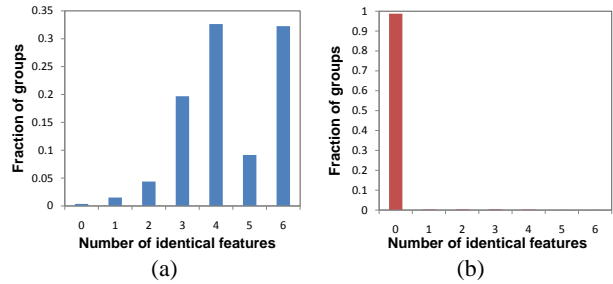 0.35
0.3
0.25
0.2
0.15
0.1
0.05
0
Fraction of groups
0 1 2 3 4 5 6
Number of identical features
(a)
1
0.9
0.8
0.7
0.6
0.5
0.4
0.3
0.2
0.1
0
Fraction of groups
0 1 2 3 4 5 6
Number of identical features
(b)